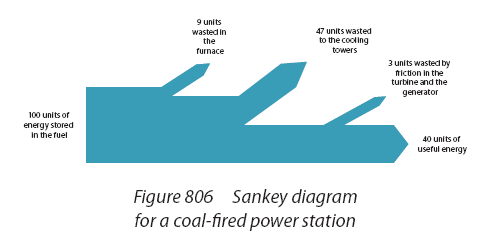 9 units
wasted in
the
furnace
47 units wasted
to the cooling
towers
3 units wasted by
friction in the
turbine and the
generator
100 units of
energy stored
in the fuel
40 units of
useful energy
Figure 806 Sankey diagram
for a coal-fired power station